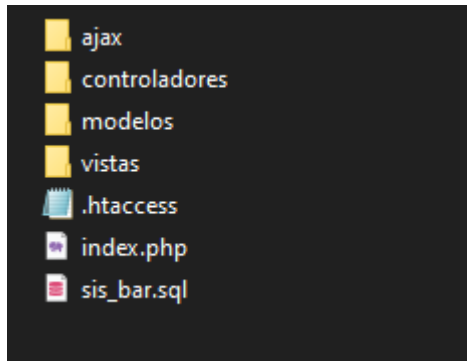 ajax
controladores
modelos
vistas
.htaccess
index.php
sis_bar.sql